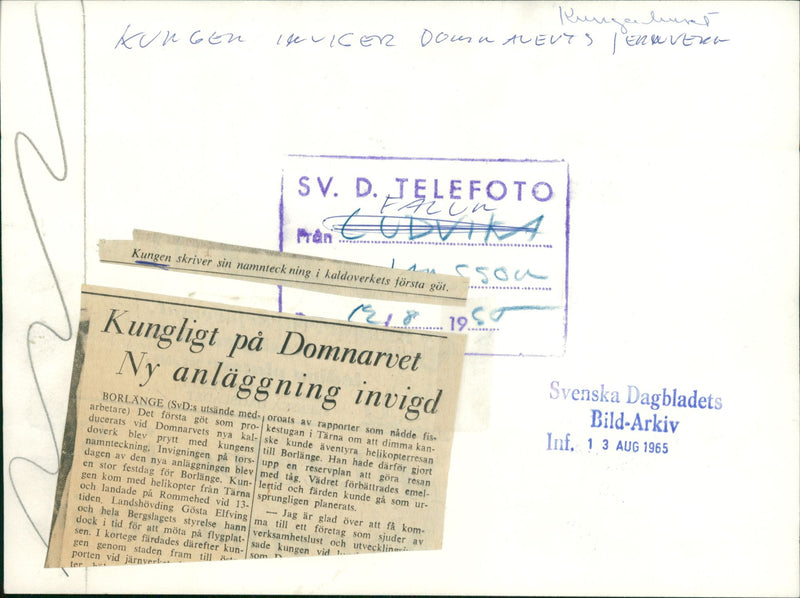 Kungahuset
KUNGEN INVIGER DOMNARVETS JERNVERK
SV. D. TELEFOTO
FALUN
Från LUDVIKA
19
Kungen skriver sin namnteckning i kaldoverkets första göt.
Kungligt på Domnarvet
Ny anläggning invigd
BORLÄNGE (SvD:s utsände med-
arbetare) Det första göt som pro-
ducerats vid Domnarvets nya kal-
doverk blev prytt med kungens
namnteckning. Invigningen på tors-
dagen av den nya anläggningen blev
en stor festdag för Borlänge. Kun-
gen kom med helikopter från Tärna
och landade på Rommehed vid 13-
tiden. Landshövding Gösta Elfving
och hela Bergslagets styrelse hann
dock i tid för att möta på flygplat-
sen. I kortege färdades därefter kun-
gen genom staden fram till
porten vid
oroats av rapporter som nådde fis-
kestugan i Tärna om att dimma kan-
ske kunde äventyra helikopterresan
till Borlänge. Han hade därför gjort
upp en reservplan att göra resan
med tåg. Vädret förbättrades emel-
lertid och färden kunde gå som ur-
sprungligen planerats.
— Jag är glad över att få kom-
ma till ett företag som sjuder av
verksamhetslust och
sade kungen vid
som
Svenska Dagbladets
Bild-Arkiv
Inf. 13 AUG 1965